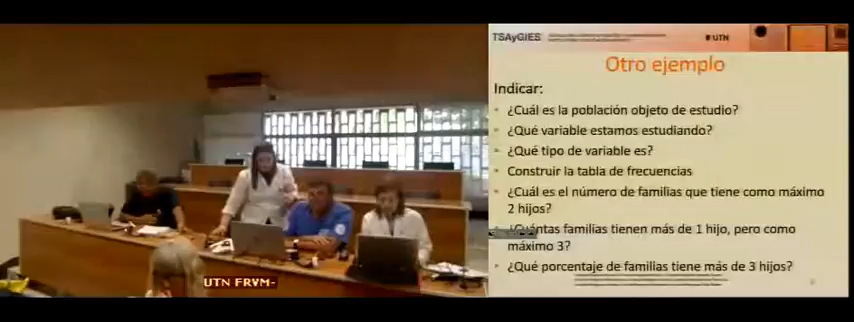 TSAyGIES
UTN
Otro ejemplo
Indicar:
• ¿Cuál es la población objeto de estudio?
• ¿Qué variable estamos estudiando?
• ¿Qué tipo de variable es?
• Construir la tabla de frecuencias
• ¿Cuál es el número de familias que tiene como máximo
2 hijos?
¿Cuántas familias tienen más de 1 hijo, pero como
máximo 3?
• ¿Qué porcentaje de familias tiene más de 3 hijos?
UTN FRVM-